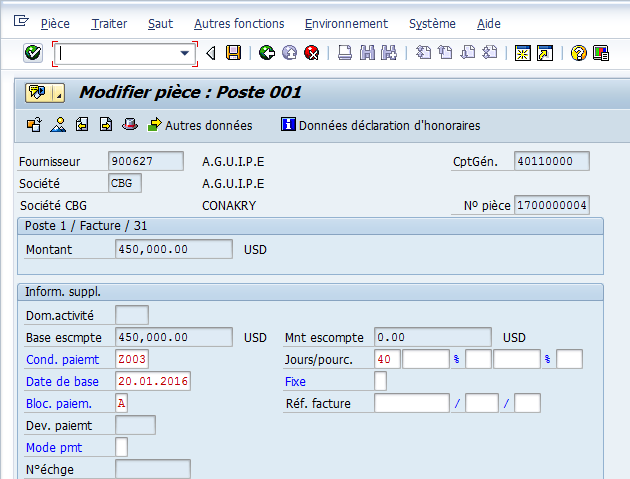 Pièce Traiter Saut Autres fonctions Environnement Système Aide
Modifier pièce : Poste 001
Autres données Données déclaration d'honoraires
Fournisseur 900627 A.G.U.I.P.E CptGén. 40110000
Société CBG A.G.U.I.P.E
Société CBG CONAKRY Nº pièce 1700000004
Poste 1 / Facture / 31
Montant 450,000.00 USD
Inform. suppl.
Dom.activité
Base escmpte 450,000.00 USD Mnt escompte 0.00 USD
Cond. paiemt Z003 Jours/pourc. 40 % %
Date de base 20.01.2016 Fixe
Bloc. paiem. A Réf. facture / /
Dev. paiemt
Mode pmt
N°échge